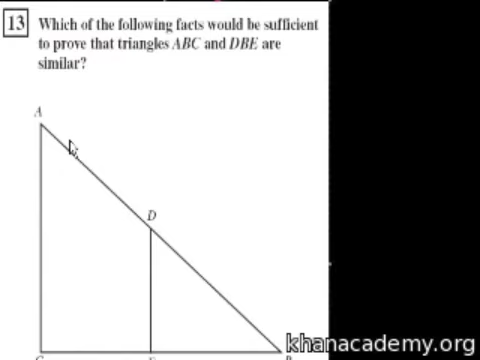 13 Which of the following facts would be sufficient
to prove that triangles ABC and DBE are
similar?
A
D
khanacademy.org